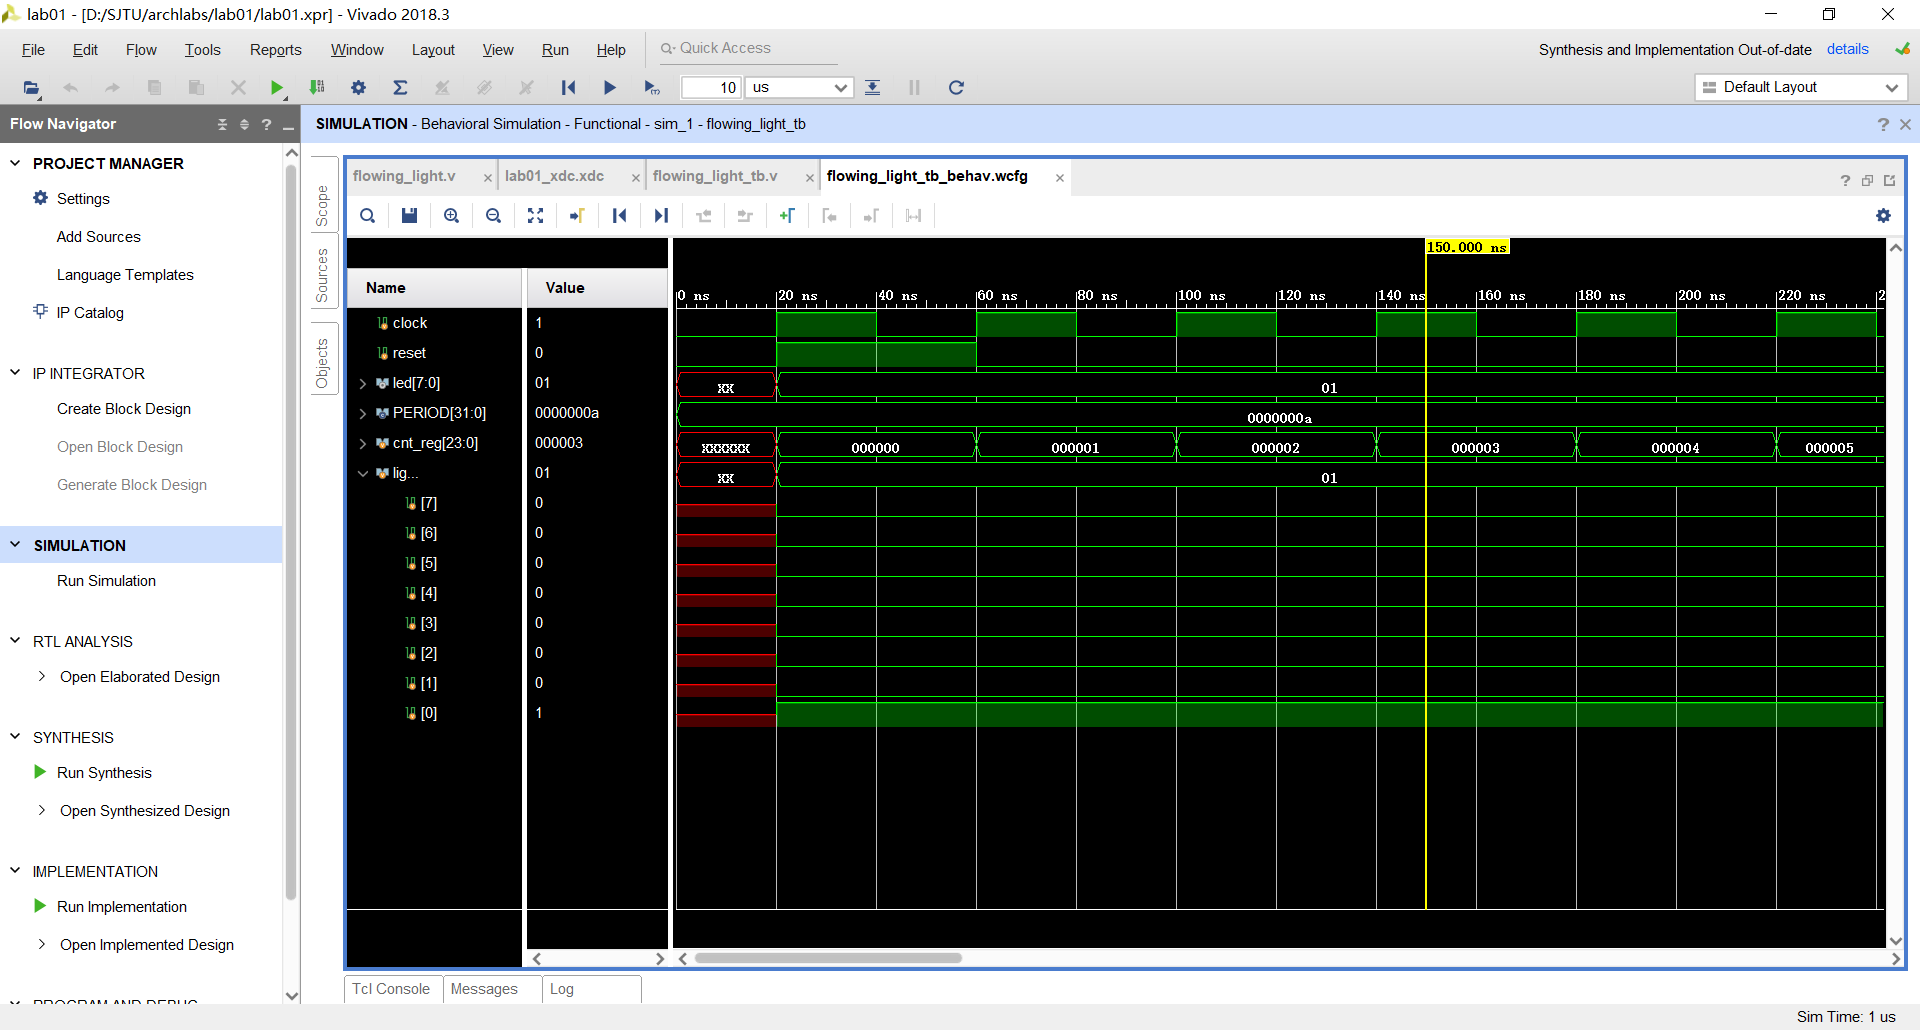 lab01 - [D:/SJTU/archlabs/lab01/lab01.xpr] - Vivado 2018.3
File Edit Flow Tools Reports Window Layout View Run Help Quick Access
Synthesis and Implementation Out-of-date details
10 us
Default Layout
Flow Navigator
SIMULATION - Behavioral Simulation - Functional - sim_1 - flowing_light_tb
PROJECT MANAGER
Settings
Add Sources
Language Templates
IP Catalog
IP INTEGRATOR
Create Block Design
Open Block Design
Generate Block Design
SIMULATION
Run Simulation
RTL ANALYSIS
Open Elaborated Design
SYNTHESIS
Run Synthesis
Open Synthesized Design
IMPLEMENTATION
Run Implementation
Open Implemented Design
PROGRAM AND DEBUG
Scope
Sources
Objects
flowing_light.v lab01_xdc.xdc flowing_light_tb.v flowing_light_tb_behav.wcfg
150.000 ns
Name Value
0 ns 20 ns 40 ns 60 ns 80 ns 100 ns 120 ns 140 ns 160 ns 180 ns 200 ns 220 ns 2
clock 1
reset 0
led[7:0] 01 XX 01
PERIOD[31:0] 0000000a 0000000a
cnt_reg[23:0] 000003 XXXXXX 000000 000001 000002 000003 000004 000005
lig... 01 XX 01
[7] 0
[6] 0
[5] 0
[4] 0
[3] 0
[2] 0
[1] 0
[0] 1
Tcl Console Messages Log
Sim Time: 1 us